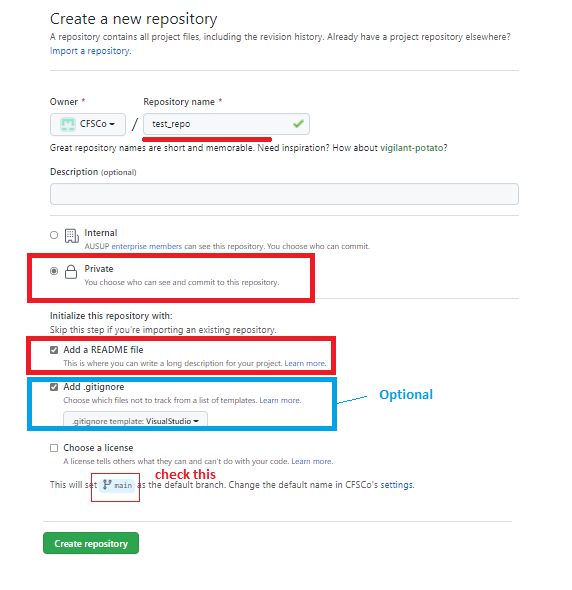 Create a new repository
A repository contains all project files, including the revision history. Already have a project repository elsewhere?
Import a repository.
Owner *
Repository name *
CFSCo
/
test_repo
Great repository names are short and memorable. Need inspiration? How about vigilant-potato?
Description (optional)
Internal
AUSUP enterprise members can see this repository. You choose who can commit.
Private
You choose who can see and commit to this repository.
Initialize this repository with:
Skip this step if you're importing an existing repository.
Add a README file
This is where you can write a long description for your project. Learn more.
Add .gitignore
Choose which files not to track from a list of templates. Learn more.
Optional
.gitignore template: VisualStudio
Choose a license
A license tells others what they can and can't do with your code. Learn more.
check this
This will set main as the default branch. Change the default name in CFSCo's settings.
Create repository